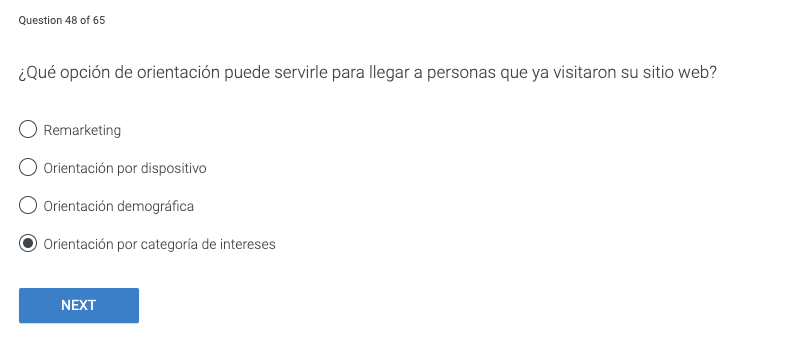 Question 48 of 65
¿Qué opción de orientación puede servirle para llegar a personas que ya visitaron su sitio web?
Remarketing
Orientación por dispositivo
Orientación demográfica
Orientación por categoría de intereses
NEXT